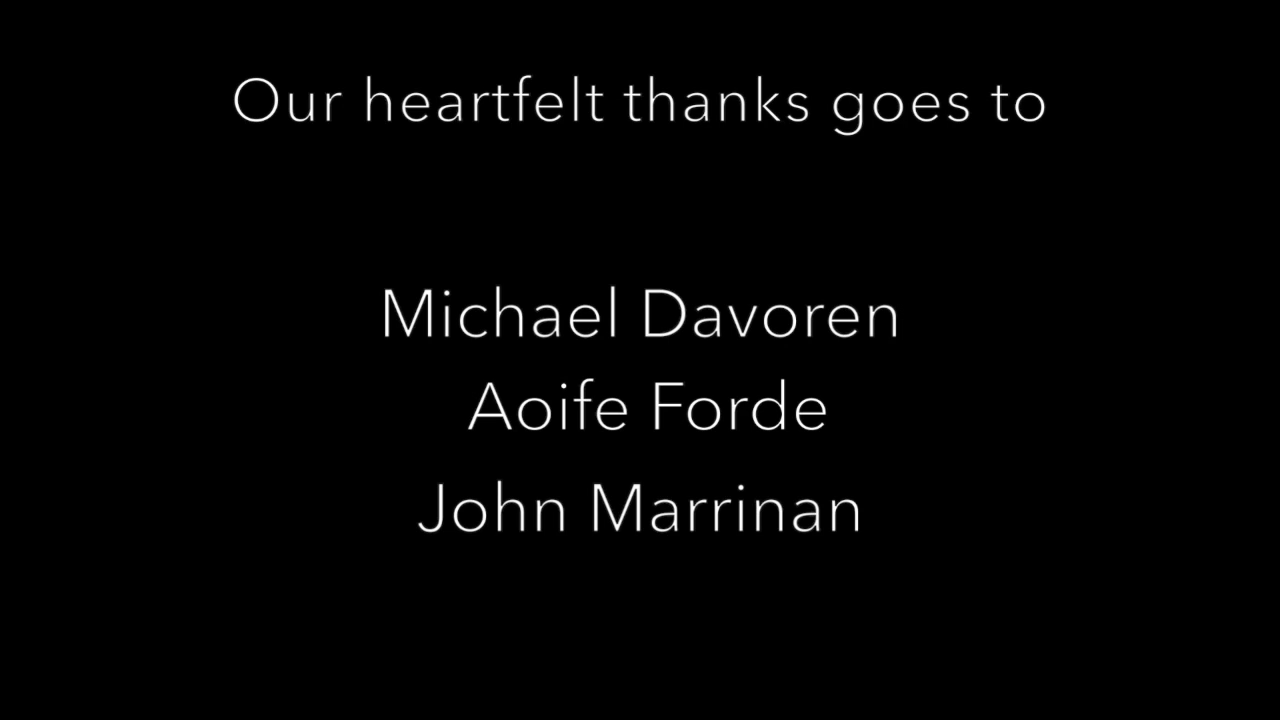 Our heartfelt thanks goes to
Michael Davoren
Aoife Forde
John Marrinan